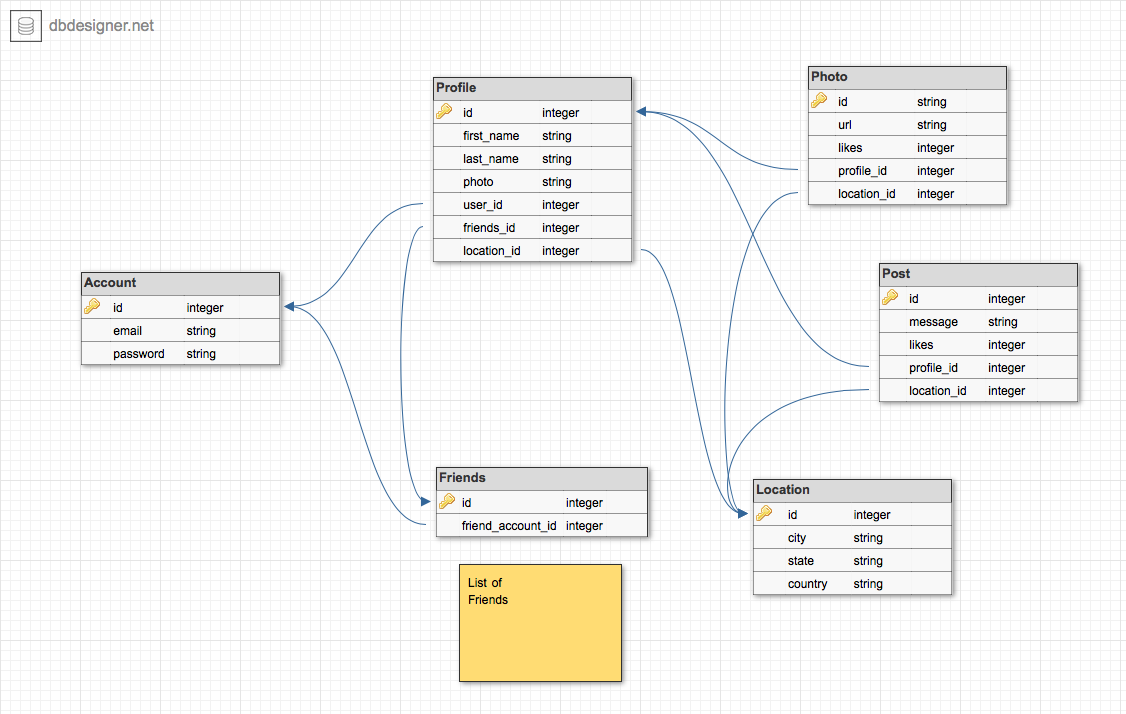 dbdesigner.net
Profile
id integer
first_name string
last_name string
photo string
user_id integer
friends_id integer
location_id integer
Photo
id string
url string
likes integer
profile_id integer
location_id integer
Account
id integer
email string
password string
Post
id integer
message string
likes integer
profile_id integer
location_id integer
Friends
id integer
friend_account_id integer
Location
id integer
city string
state string
country string
List of
Friends